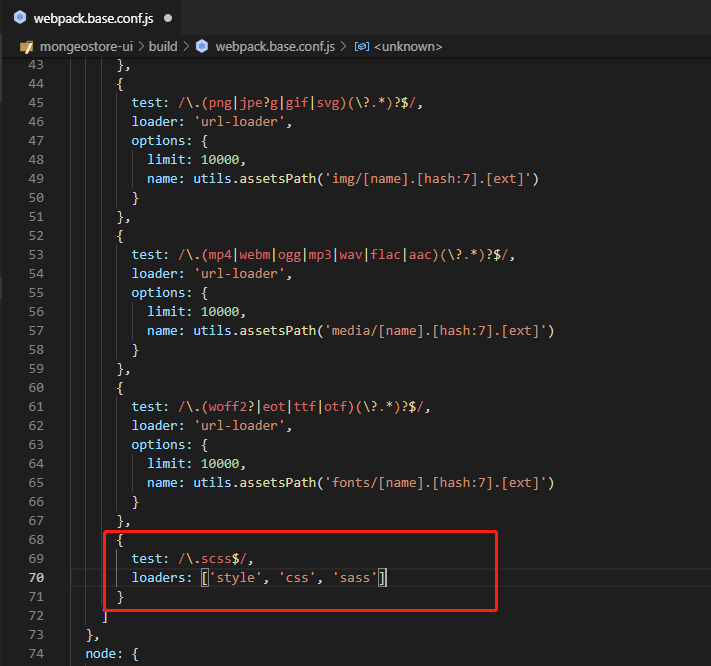 webpack.base.conf.js ●
mongeostore-ui > build > webpack.base.conf.js > <unknown>
43 },
44 {
45 test: /\.(png|jpe?g|gif|svg)(\?.*)?$/,
46 loader: 'url-loader',
47 options: {
48 limit: 10000,
49 name: utils.assetsPath('img/[name].[hash:7].[ext]')
50 }
51 },
52 {
53 test: /\.(mp4|webm|ogg|mp3|wav|flac|aac)(\?.*)?$/,
54 loader: 'url-loader',
55 options: {
56 limit: 10000,
57 name: utils.assetsPath('media/[name].[hash:7].[ext]')
58 }
59 },
60 {
61 test: /\.(woff2?|eot|ttf|otf)(\?.*)?$/,
62 loader: 'url-loader',
63 options: {
64 limit: 10000,
65 name: utils.assetsPath('fonts/[name].[hash:7].[ext]')
66 }
67 },
68 {
69 test: /\.scss$/,
70 loaders: ['style', 'css', 'sass']
71 }
72 ]
73 },
74 node: {